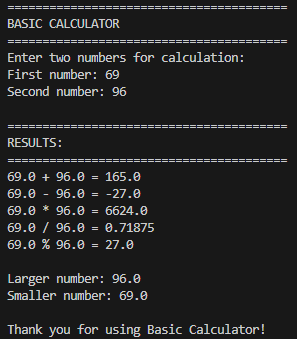 ========================================
BASIC CALCULATOR
========================================
Enter two numbers for calculation:
First number: 69
Second number: 96
========================================
RESULTS:
========================================
69.0 + 96.0 = 165.0
69.0 - 96.0 = -27.0
69.0 * 96.0 = 6624.0
69.0 / 96.0 = 0.71875
69.0 % 96.0 = 27.0
Larger number: 96.0
Smaller number: 69.0
Thank you for using Basic Calculator!